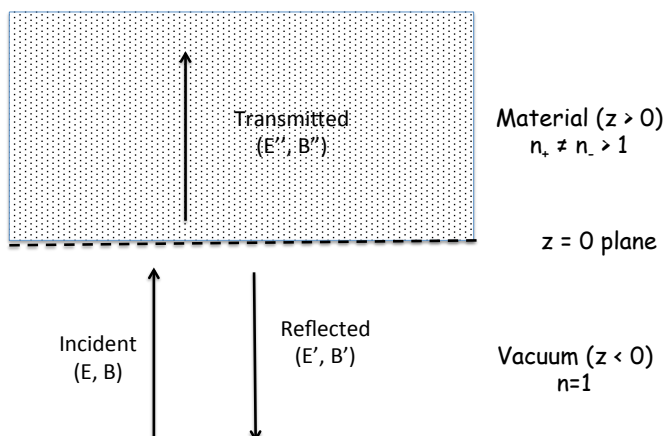 Transmitted
(E’’, B’’)
Material (z > 0)
n₊ ≠ n₋ > 1
z = 0 plane
Incident
(E, B)
Reflected
(E’, B’)
Vacuum (z < 0)
n=1